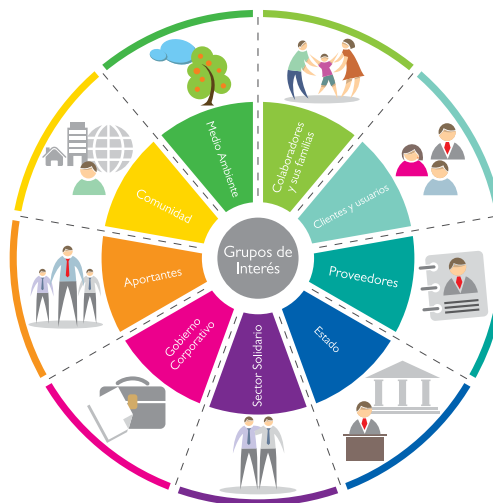 Grupos de
Interés
Medio Ambiente
Colaboradores
y sus familias
Clientes y usuarios
Proveedores
Estado
Sector Solidario
Gobierno
Corporativo
Aportantes
Comunidad